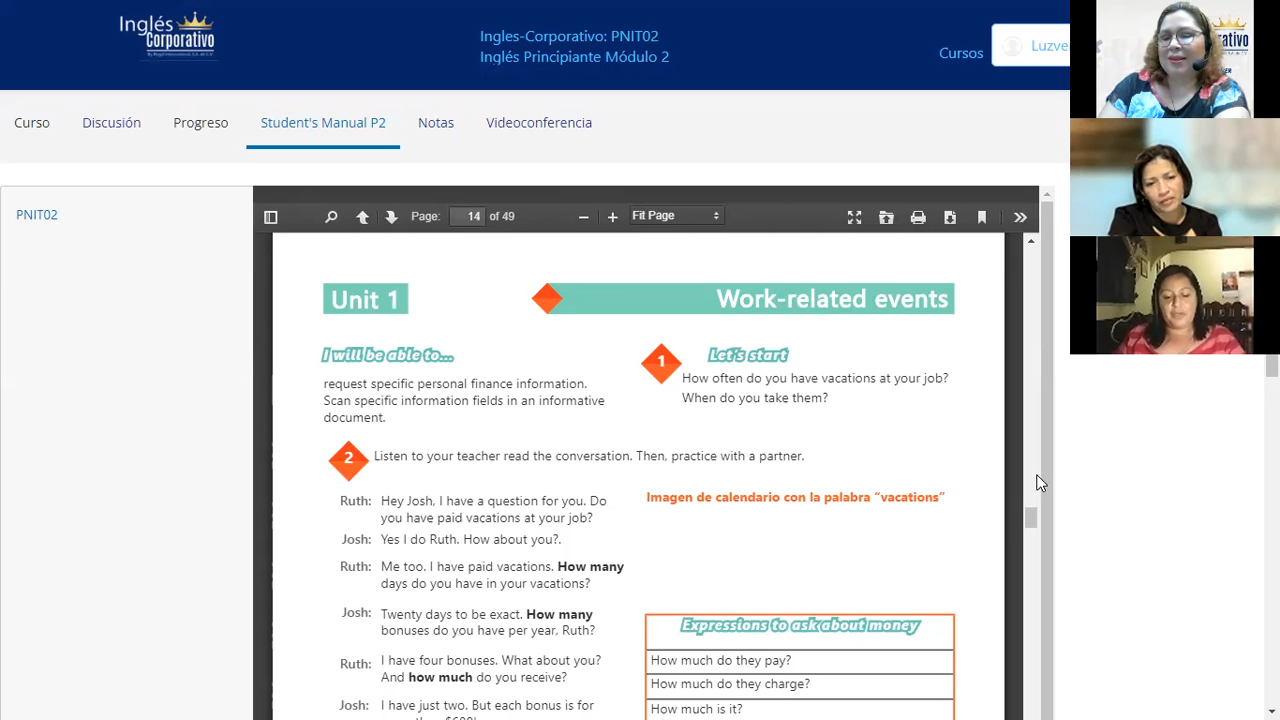 Inglés
Corporativo
Ingles-Corporativo: PNIT02
Inglés Principiante Módulo 2
Cursos
Luzve
Curso
Discusión
Progreso
Student's Manual P2
Notas
Videoconferencia
PNIT02
Page: 14 of 49
Fit Page
Unit 1
Work-related events
I will be able to...
request specific personal finance information.
Scan specific information fields in an informative
document.
1
Let's start
How often do you have vacations at your job?
When do you take them?
2
Listen to your teacher read the conversation. Then, practice with a partner.
Ruth: Hey Josh, I have a question for you. Do
you have paid vacations at your job?
Josh: Yes I do Ruth. How about you?.
Ruth: Me too. I have paid vacations. How many
days do you have in your vacations?
Josh: Twenty days to be exact. How many
bonuses do you have per year, Ruth?
Ruth: I have four bonuses. What about you?
And how much do you receive?
Josh: I have just two. But each bonus is for
Imagen de calendario con la palabra “vacations”
Expressions to ask about money
How much do they pay?
How much do they charge?
How much is it?